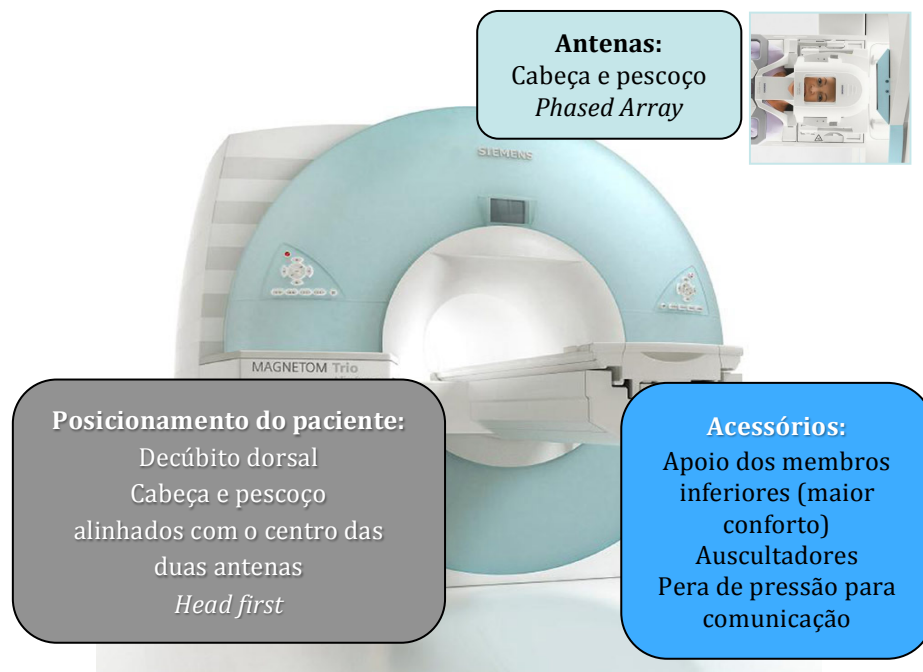 Antenas:
Cabeça e pescoço
Phased Array
SIEMENS
MAGNETOM Trio
Posicionamento do paciente:
Decúbito dorsal
Cabeça e pescoço
alinhados com o centro das
duas antenas
Head first
Acessórios:
Apoio dos membros
inferiores (maior
conforto)
Auscultadores
Pera de pressão para
comunicação